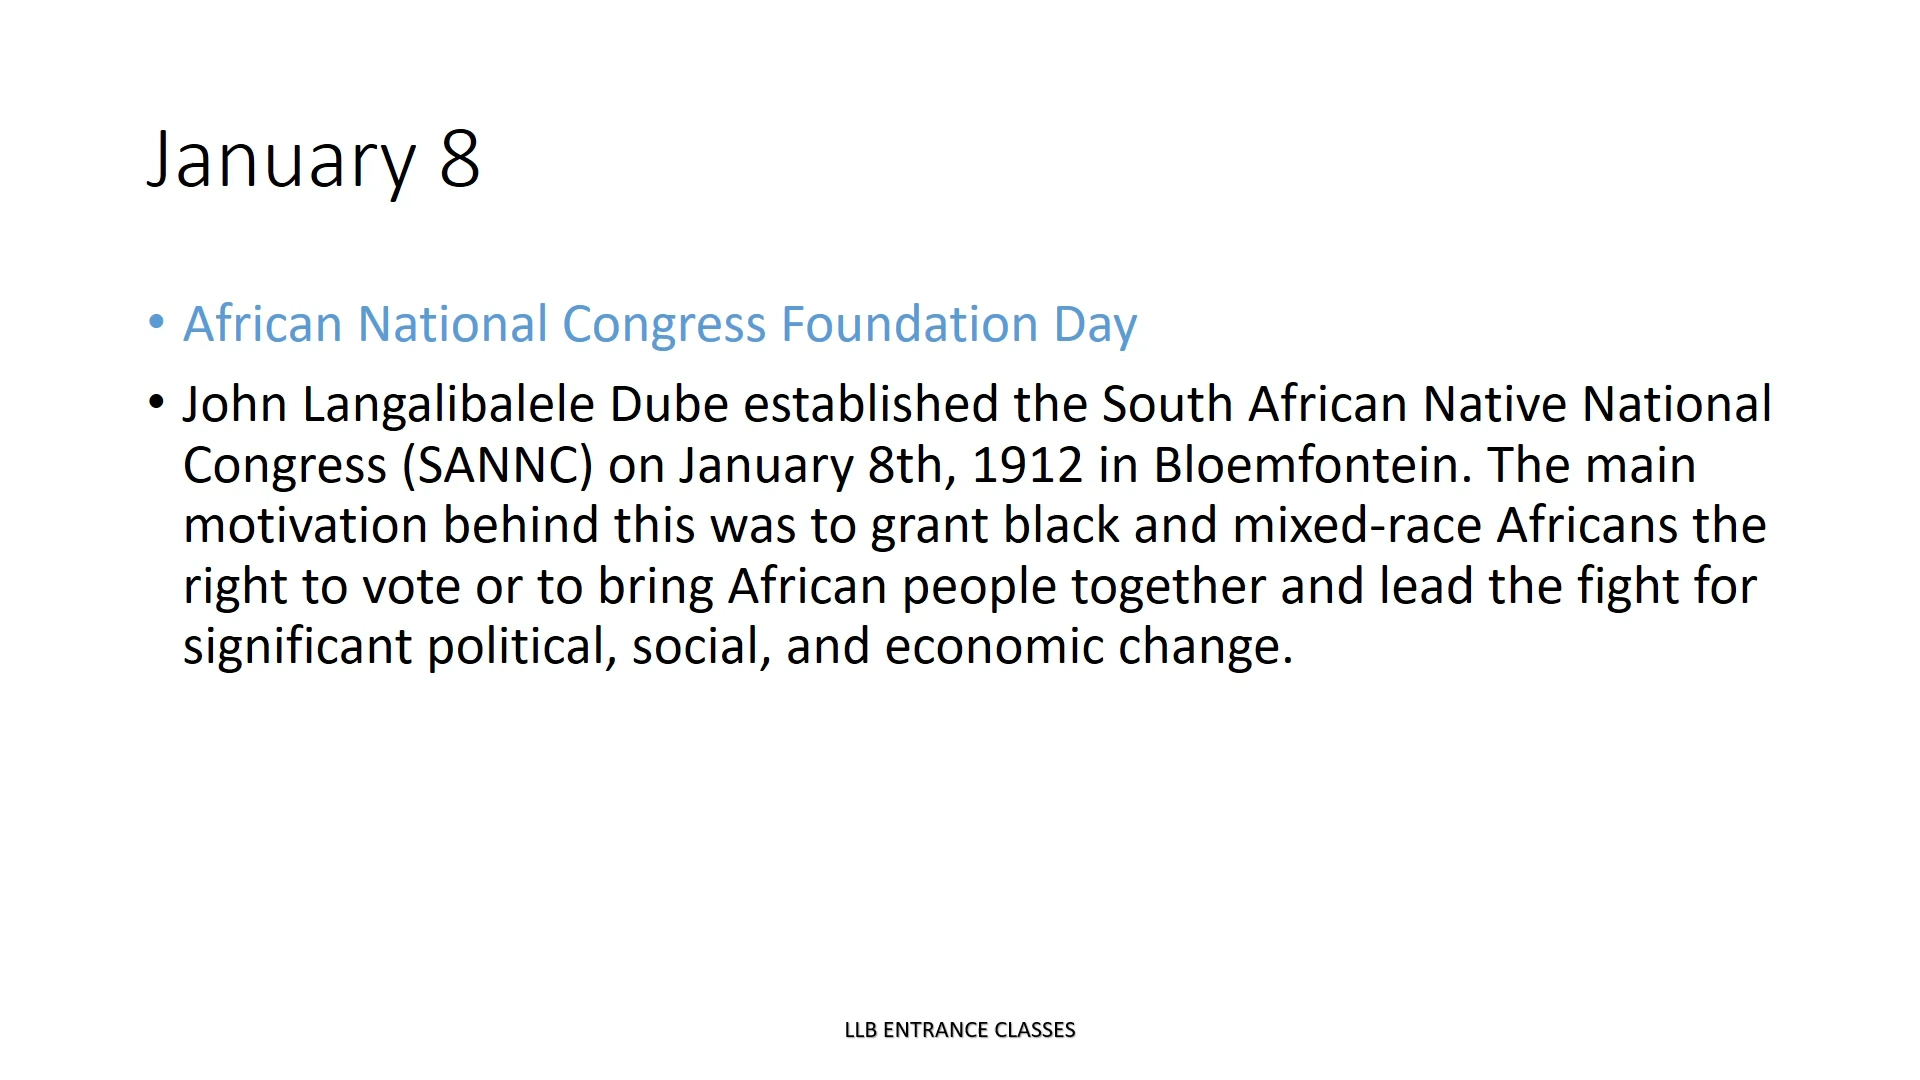 January 8
• African National Congress Foundation Day
• John Langalibalele Dube established the South African Native National
Congress (SANNC) on January 8th, 1912 in Bloemfontein. The main
motivation behind this was to grant black and mixed-race Africans the
right to vote or to bring African people together and lead the fight for
significant political, social, and economic change.
LLB ENTRANCE CLASSES